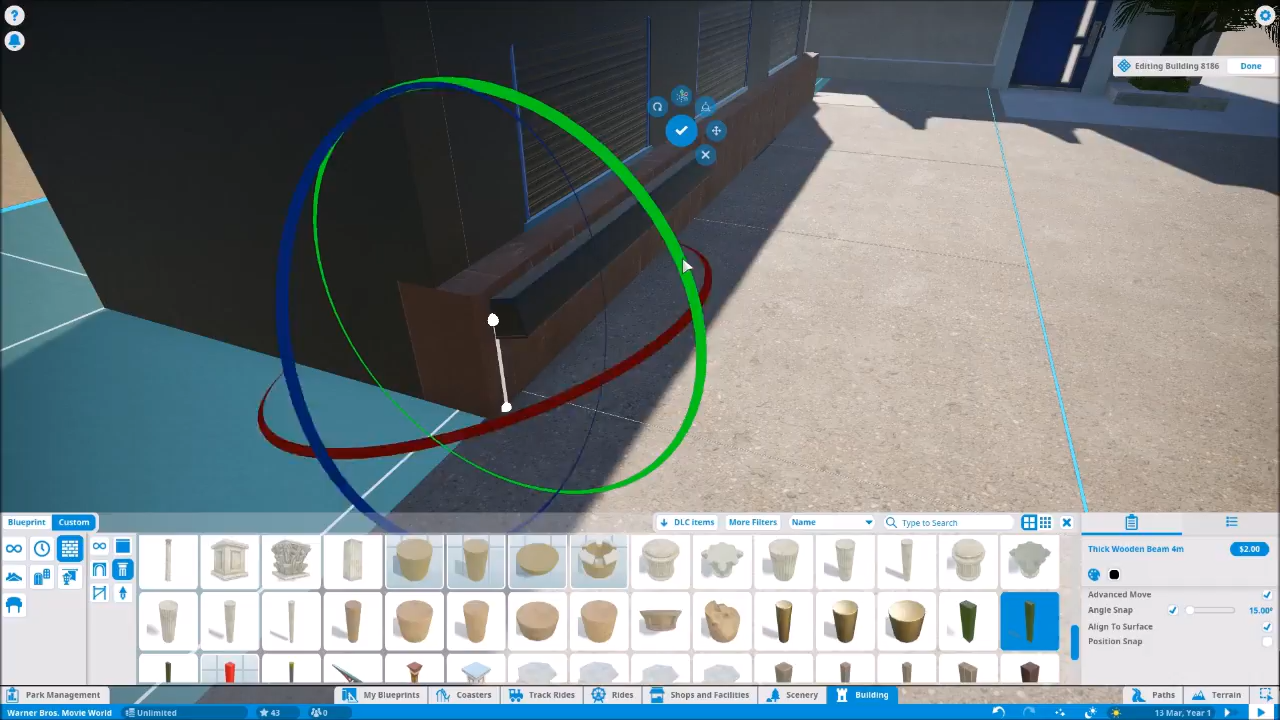 ?
Editing Building 8186 Done
Blueprint Custom
DLC items More Filters Name Type to Search
Thick Wooden Beam 4m $2.00
Advanced Move
Angle Snap 15.00°
Align To Surface
Position Snap
Park Management My Blueprints Coasters Track Rides Rides Shops and Facilities Scenery Building Paths Terrain
Warner Bros. Movie World Unlimited 43 0 13 Mar, Year 1